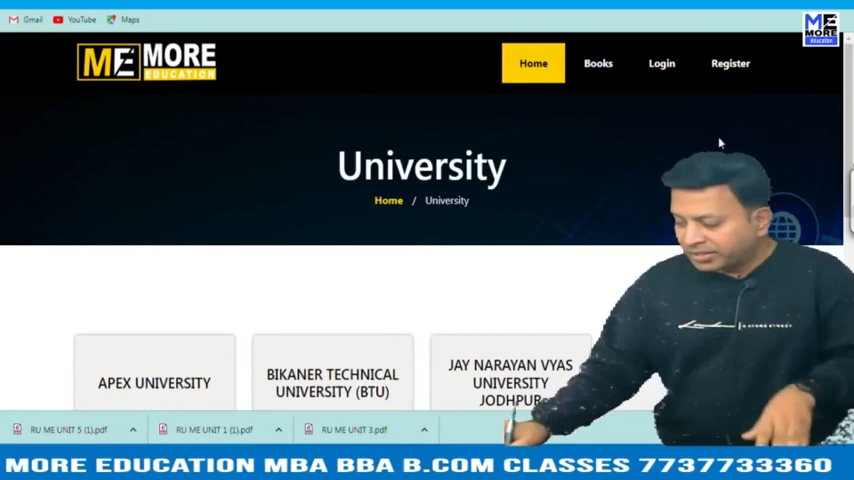 Gmail YouTube Maps
ME MORE EDUCATION
Home Books Login Register
ME MORE Education
University
Home / University
APEX UNIVERSITY
BIKANER TECHNICAL
UNIVERSITY (BTU)
JAY NARAYAN VYAS
UNIVERSITY
JODHPUR
RU ME UNIT 5 (1).pdf
RU ME UNIT 1 (1).pdf
RU ME UNIT 3.pdf
MORE EDUCATION MBA BBA B.COM CLASSES 7737733360